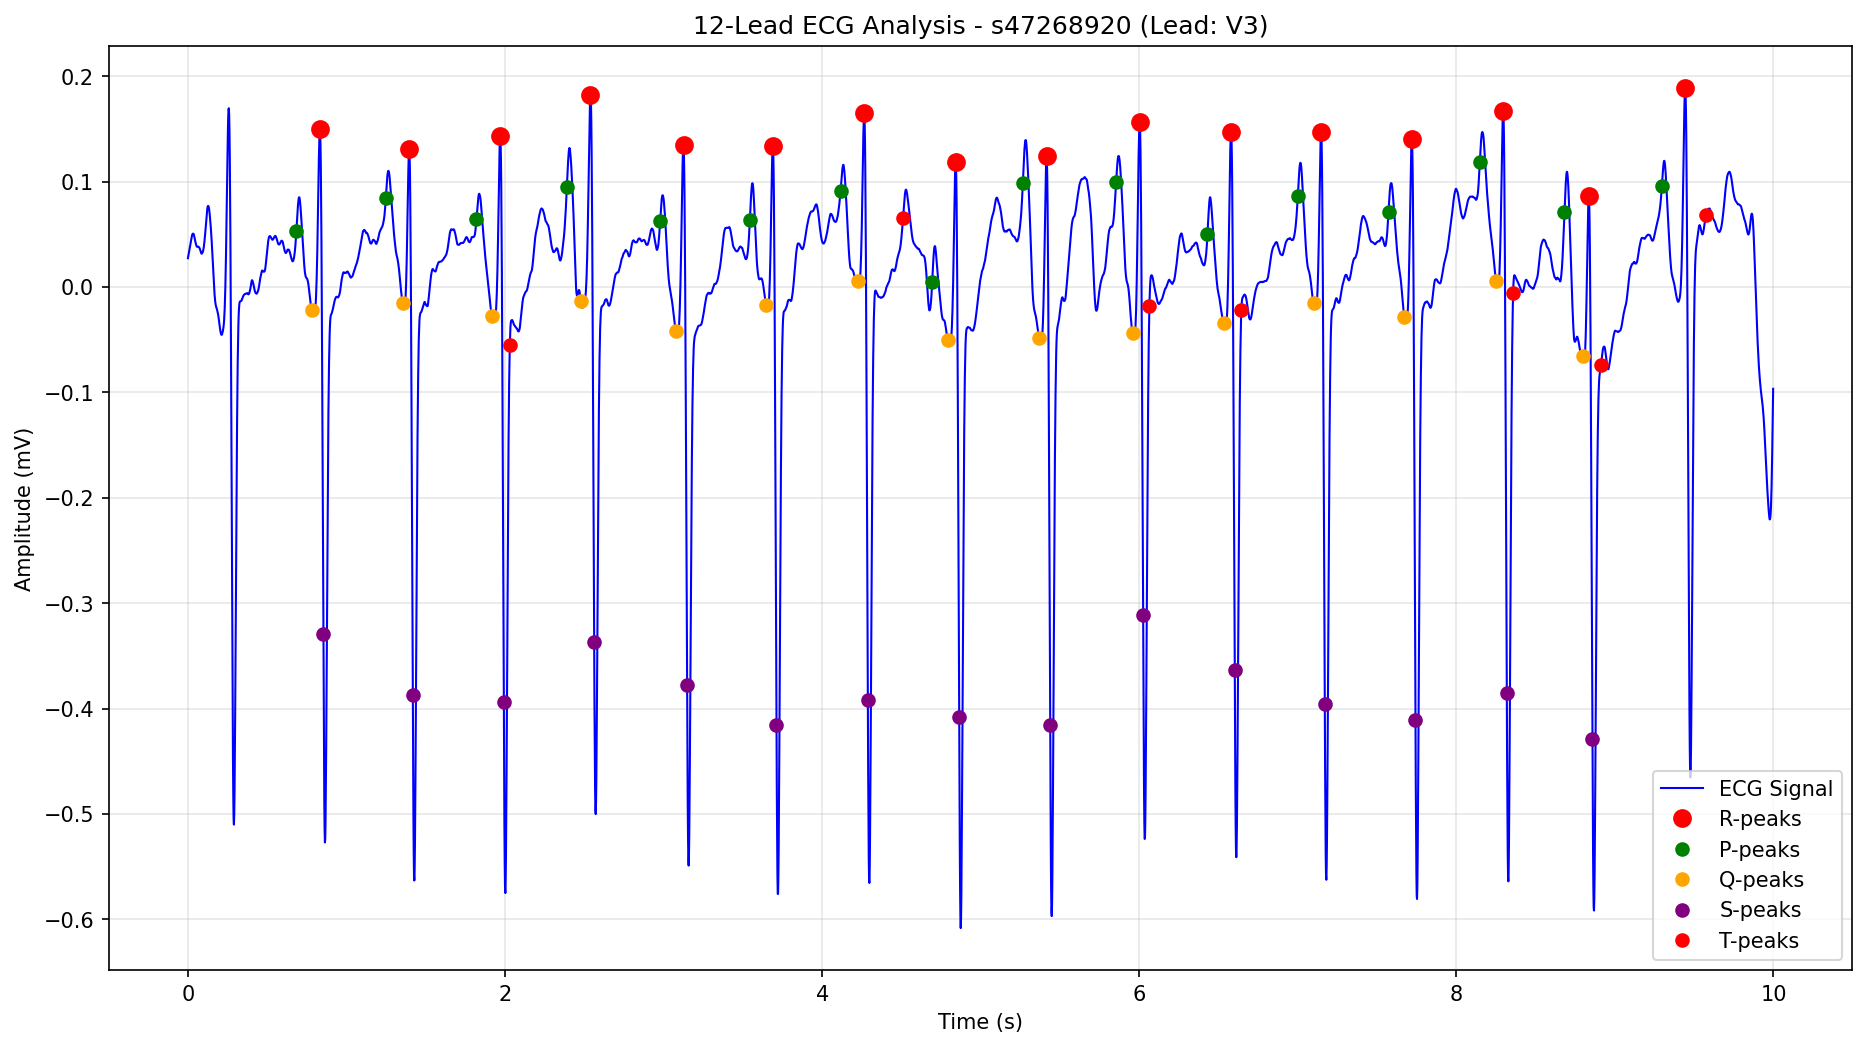 12-Lead ECG Analysis - s47268920 (Lead: V3)
Amplitude (mV)
0.2
0.1
0.0
−0.1
−0.2
−0.3
−0.4
−0.5
−0.6
ECG Signal
R-peaks
P-peaks
Q-peaks
S-peaks
T-peaks
0 2 4 6 8 10
Time (s)